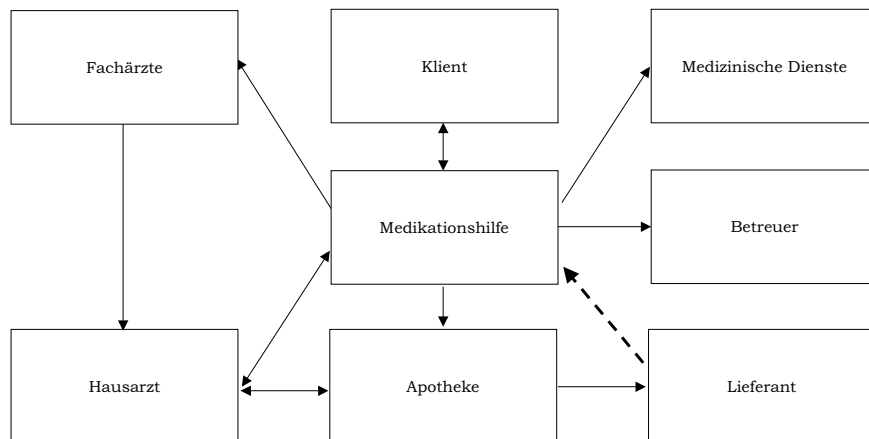 Fachärzte
Klient
Medizinische Dienste
Medikationshilfe
Betreuer
Hausarzt
Apotheke
Lieferant